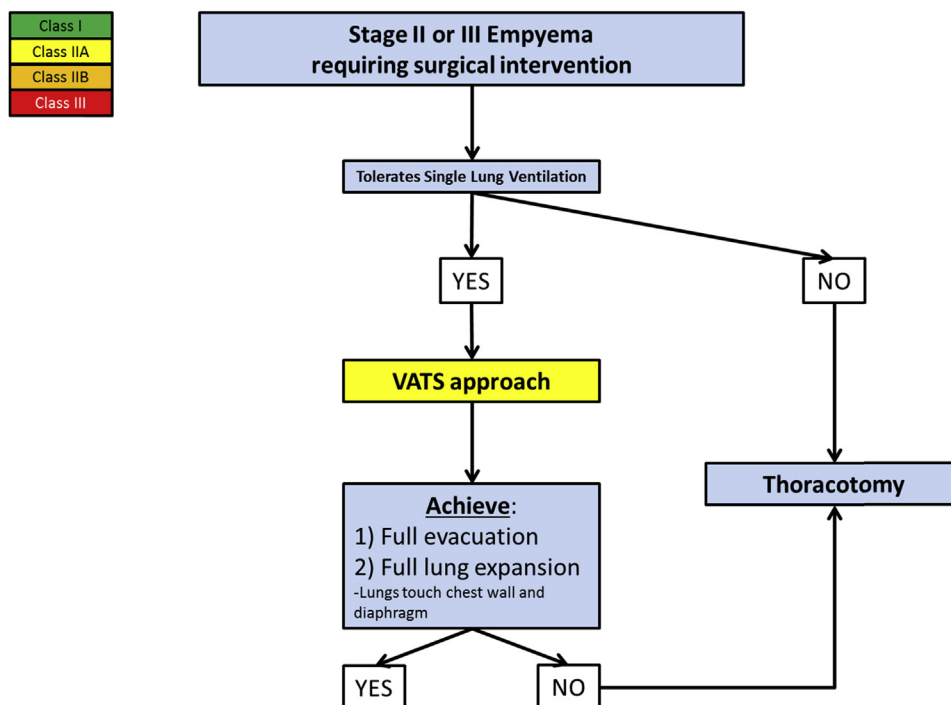 Class I
Class IIA
Class IIB
Class III
Stage II or III Empyema
requiring surgical intervention
Tolerates Single Lung Ventilation
YES
NO
VATS approach
Thoracotomy
Achieve:
1) Full evacuation
2) Full lung expansion
-Lungs touch chest wall and
diaphragm
YES
NO